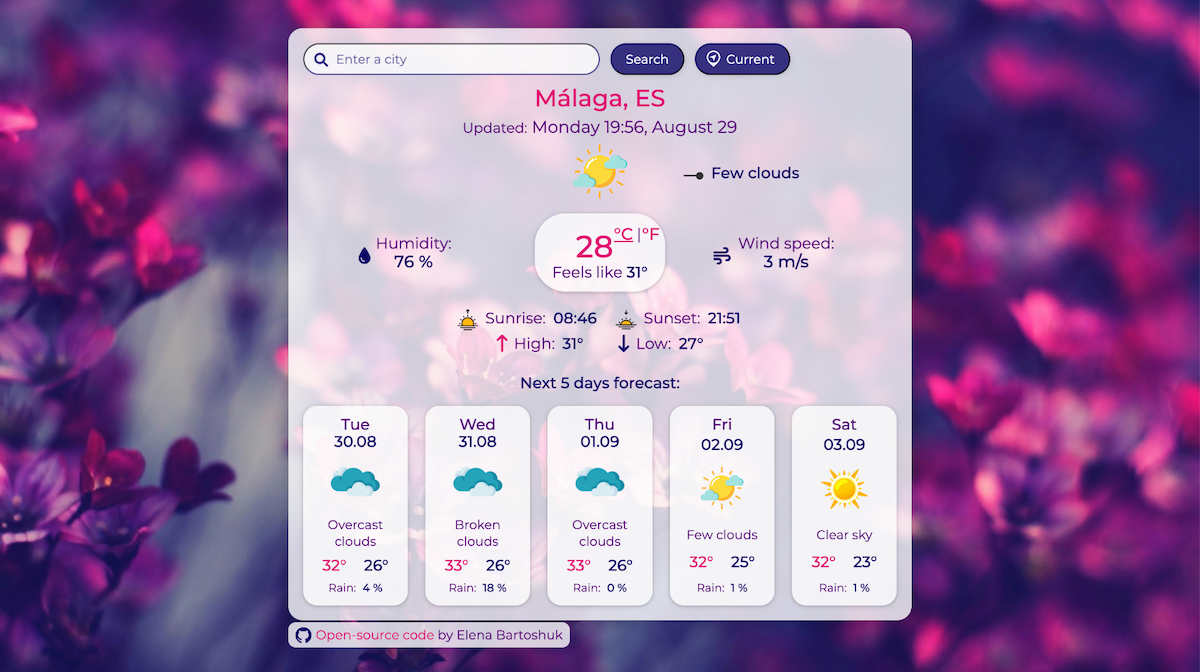 Enter a city
Search
Current
Málaga, ES
Updated: Monday 19:56, August 29
Few clouds
Humidity:
76 %
28 °C | °F
Feels like 31°
Wind speed:
3 m/s
Sunrise: 08:46
Sunset: 21:51
High: 31°
Low: 27°
Next 5 days forecast:
Tue
30.08
Overcast
clouds
32° 26°
Rain: 4 %
Wed
31.08
Broken
clouds
33° 26°
Rain: 18 %
Thu
01.09
Overcast
clouds
33° 26°
Rain: 0 %
Fri
02.09
Few clouds
32° 25°
Rain: 1 %
Sat
03.09
Clear sky
32° 23°
Rain: 1 %
Open-source code by Elena Bartoshuk